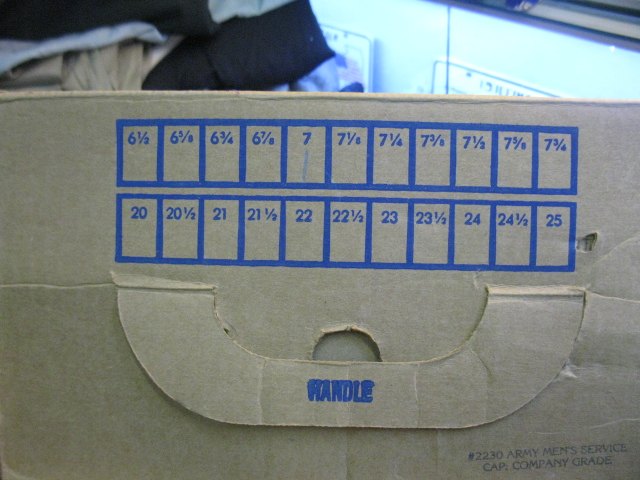 6½ 6⅝ 6¾ 6⅞ 7 7⅛ 7¼ 7⅜ 7½ 7⅝ 7¾
20 20½ 21 21½ 22 22½ 23 23½ 24 24½ 25
HANDLE
#2230 ARMY MEN'S SERVICE
CAP, COMPANY GRADE